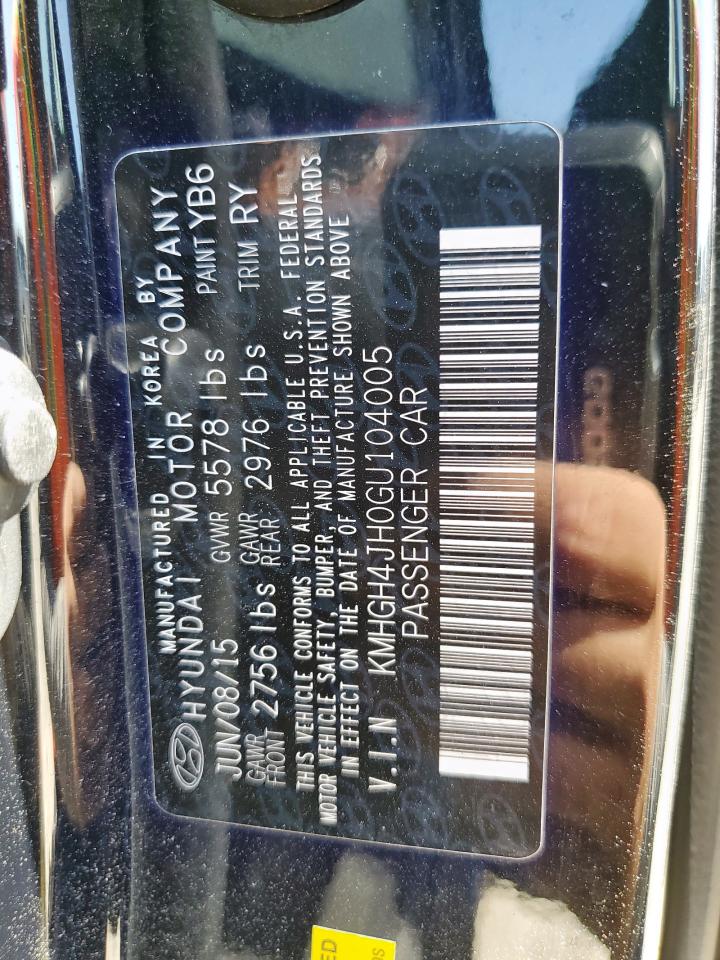 MANUFACTURED IN KOREA BY
HYUNDAI MOTOR COMPANY
JUN/08/15 GVWR 5578 lbs PAINT YB6
GAWR FRONT 2756 lbs GAWR REAR 2976 lbs TRIM RY
THIS VEHICLE CONFORMS TO ALL APPLICABLE U.S.A. FEDERAL
MOTOR VEHICLE SAFETY, BUMPER, AND THEFT PREVENTION STANDARDS
IN EFFECT ON THE DATE OF MANUFACTURE SHOWN ABOVE
V.I.N KMHGH4JH0GU104005
PASSENGER CAR